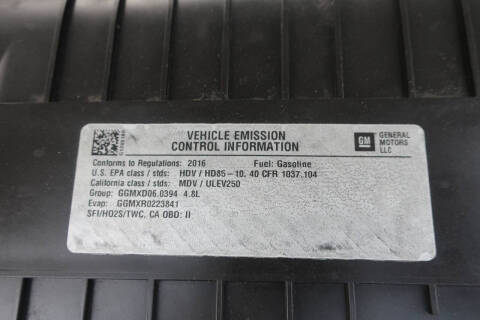 VEHICLE EMISSION
CONTROL INFORMATION
GM GENERAL
MOTORS
LLC
Conforms to Regulations: 2016 Fuel: Gasoline
U.S. EPA class / stds: HDV / HD85-10, 40 CFR 1037.104
California class / stds: MDV / ULEV250
Group: GGMXD06.0394 4.8L
Evap: GGMXR0223841
SFI/HO2S/TWC, CA OBD: II